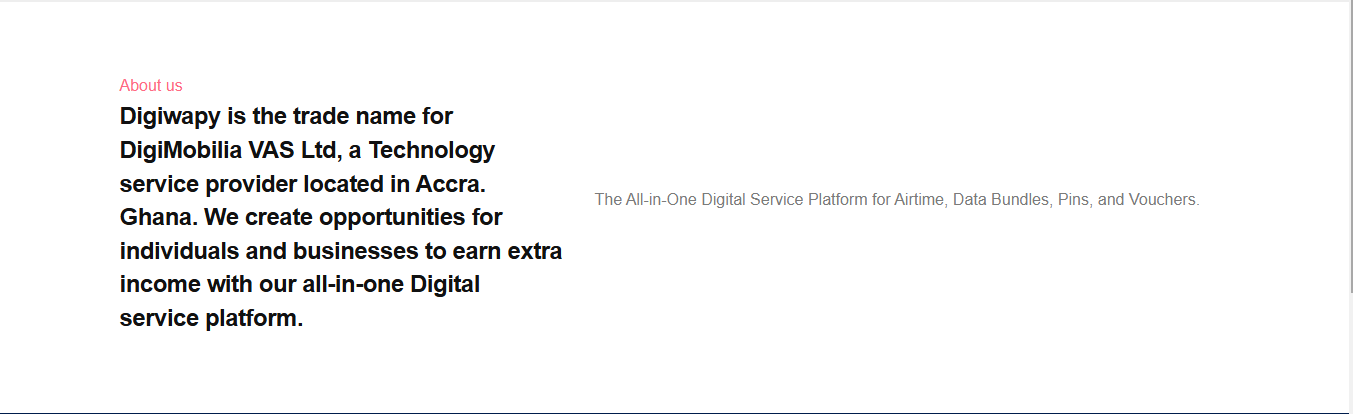 About us
Digiwapy is the trade name for
DigiMobilia VAS Ltd, a Technology
service provider located in Accra.
Ghana. We create opportunities for
individuals and businesses to earn extra
income with our all-in-one Digital
service platform.
The All-in-One Digital Service Platform for Airtime, Data Bundles, Pins, and Vouchers.